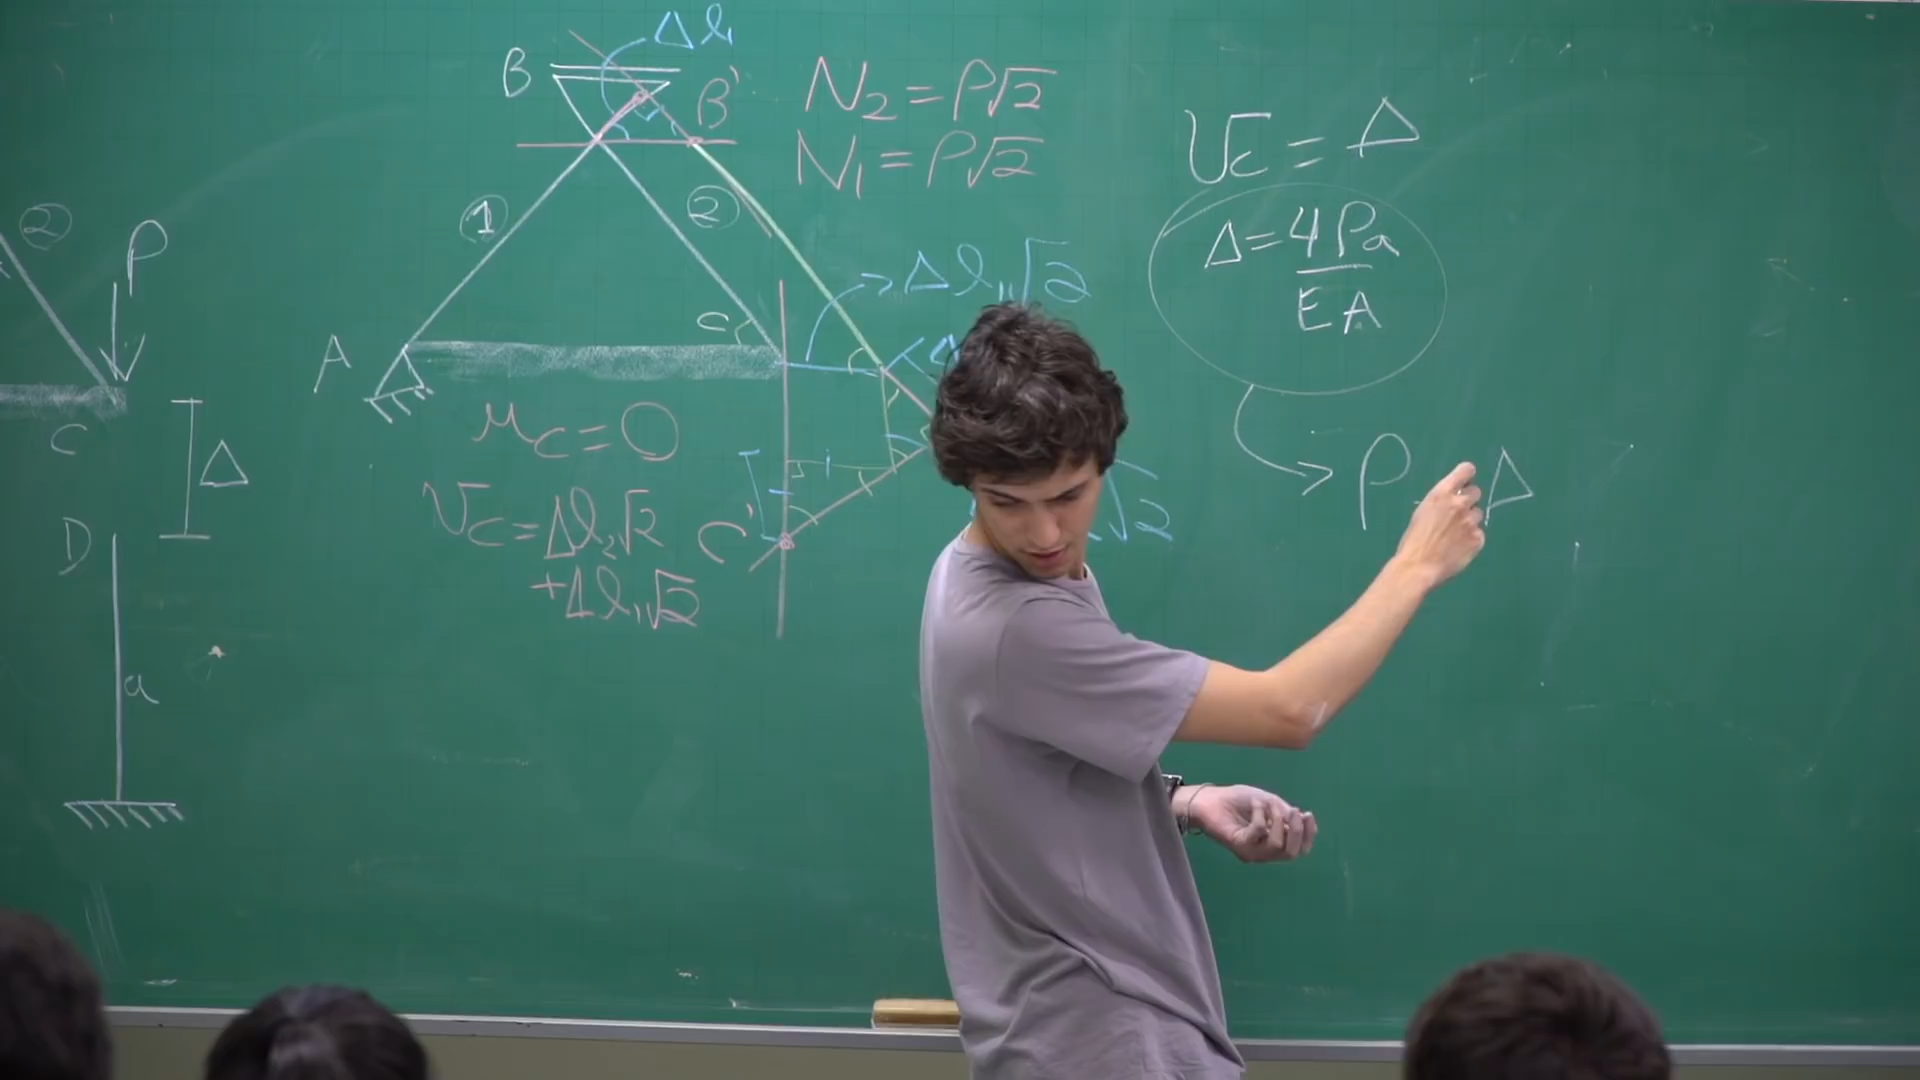 ②
P
C
Δ
D
a
B
Δl₁
B'
①
②
A
a
N₂ = P√2
N₁ = P√2
Δl₁√2
μc = 0
Vc = Δl₂√2
+Δl₁√2
C'
√2
Vc = Δ
Δ = 4Pa
EA
P
Δ